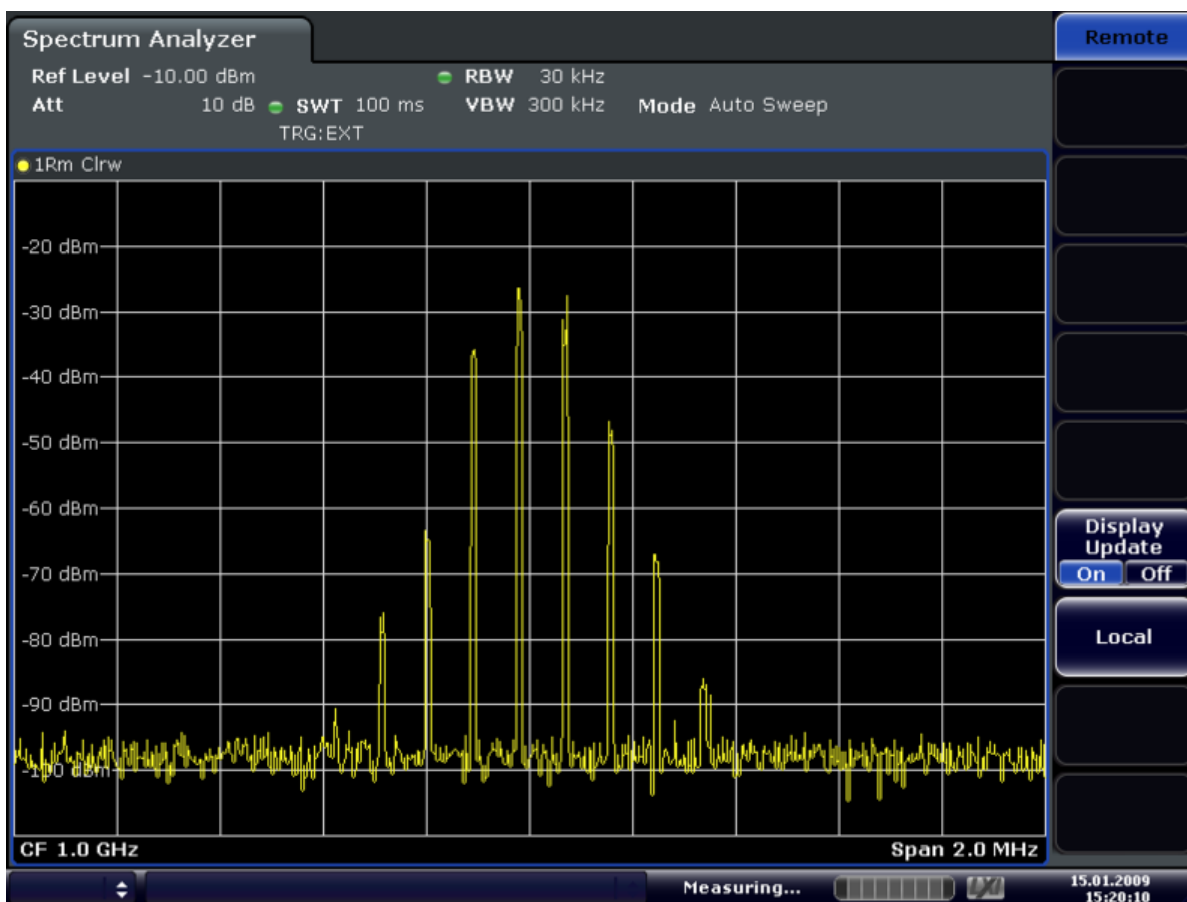 Spectrum Analyzer
Remote
Ref Level -10.00 dBm
RBW 30 kHz
Att 10 dB SWT 100 ms VBW 300 kHz Mode Auto Sweep
TRG:EXT
1Rm Clrw
-20 dBm
-30 dBm
-40 dBm
-50 dBm
-60 dBm
-70 dBm
-80 dBm
-90 dBm
-100 dBm
Display
Update
On Off
Local
CF 1.0 GHz
Span 2.0 MHz
Measuring...
LXI
15.01.2009
15:20:10